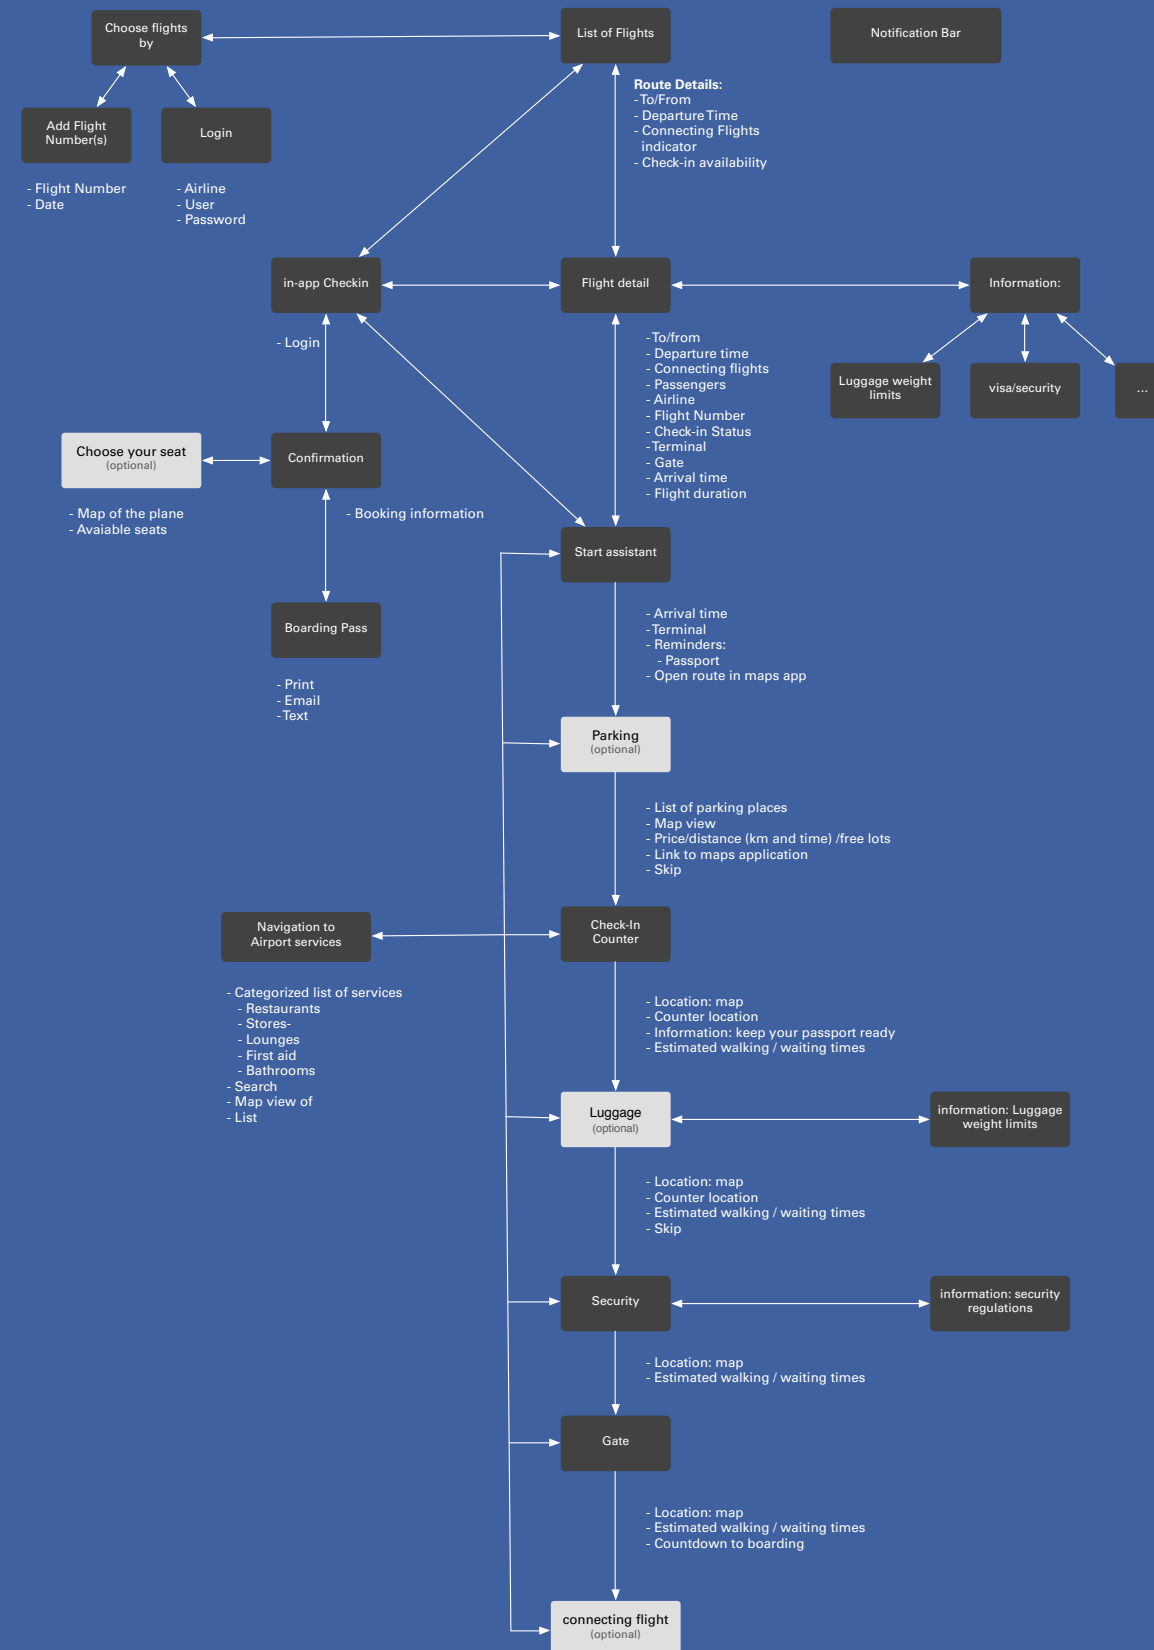 Choose flights
by
List of Flights
Notification Bar
Route Details:
- To/From
- Departure Time
- Connecting Flights
indicator
- Check-in availability
Add Flight
Number(s)
Login
- Flight Number
- Date
- Airline
- User
- Password
in-app Checkin
Flight detail
Information:
- Login
- To/from
- Departure time
- Connecting flights
- Passengers
- Airline
- Flight Number
- Check-in Status
- Terminal
- Gate
- Arrival time
- Flight duration
Luggage weight
limits
visa/security
...
Choose your seat
(optional)
Confirmation
- Map of the plane
- Avaiable seats
- Booking information
Start assistant
Boarding Pass
- Arrival time
- Terminal
- Reminders:
- Passport
- Open route in maps app
- Print
- Email
- Text
Parking
(optional)
- List of parking places
- Map view
- Price/distance (km and time) /free lots
- Link to maps application
- Skip
Navigation to
Airport services
Check-In
Counter
- Categorized list of services
- Restaurants
- Stores-
- Lounges
- First aid
- Bathrooms
- Search
- Map view of
- List
- Location: map
- Counter location
- Information: keep your passport ready
- Estimated walking / waiting times
Luggage
(optional)
information: Luggage
weight limits
- Location: map
- Counter location
- Estimated walking / waiting times
- Skip
Security
information: security
regulations
- Location: map
- Estimated walking / waiting times
Gate
- Location: map
- Estimated walking / waiting times
- Countdown to boarding
connecting flight
(optional)